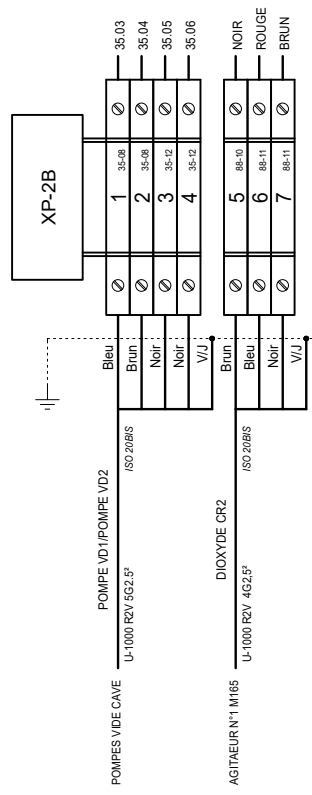 XP-2B
1
35-08
35.03
2
35-08
35.04
3
35-12
35.05
4
35-12
35.06
5
88-10
NOIR
6
88-11
ROUGE
7
88-11
BRUN
Bleu
Brun
Noir
Noir
V/J
POMPES VIDE CAVE
POMPE VD1/POMPE VD2
U-1000 R2V 5G2.5²
ISO 20BIS
Brun
Bleu
Noir
V/J
AGITAEUR N°1 M165
DIOXYDE CR2
U-1000 R2V 4G2,5²
ISO 20BIS